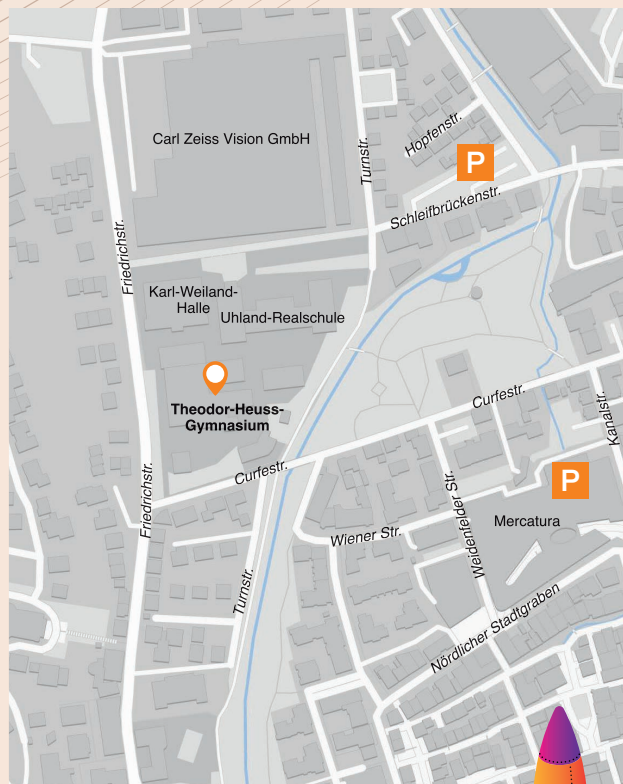 Carl Zeiss Vision GmbH
Turnstr.
Hopfenstr.
P
Schleifbrückenstr.
Friedrichstr.
Karl-Weiland-
Halle
Uhland-Realschule
Theodor-Heuss-
Gymnasium
Curfestr.
Kanalstr.
Curfestr.
Friedrichstr.
P
Mercatura
Wiener Str.
Weidenfelder Str.
Turnstr.
Nördlicher Stadtgraben